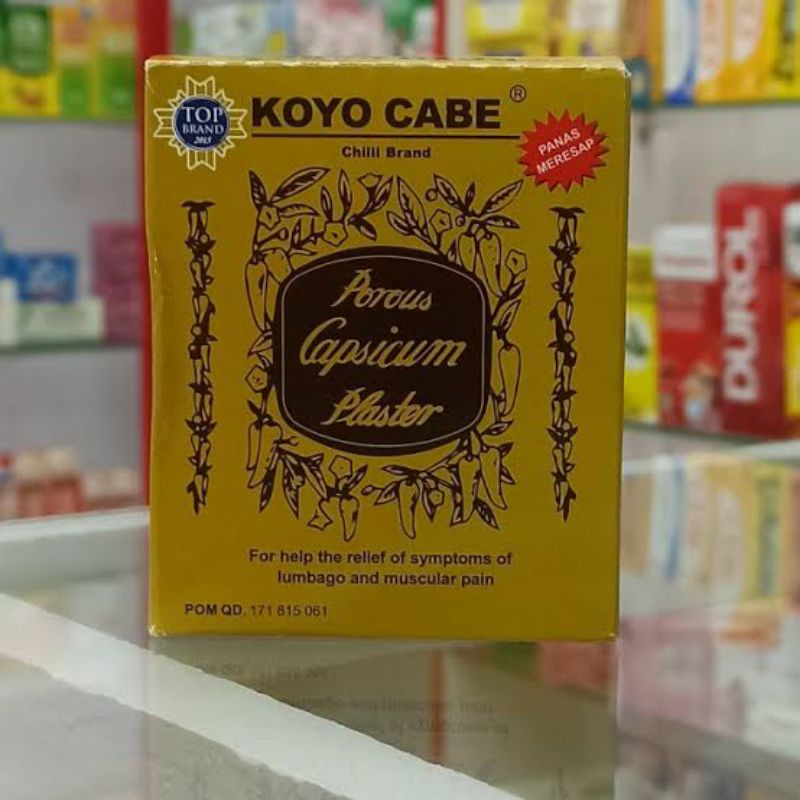 TOP
BRAND
2015
KOYO CABE ®
Chilli Brand
PANAS
MERESAP
Porous
Capsicum
Plaster
For help the relief of symptoms of
lumbago and muscular pain
POM QD. 171 815 061
DUROL